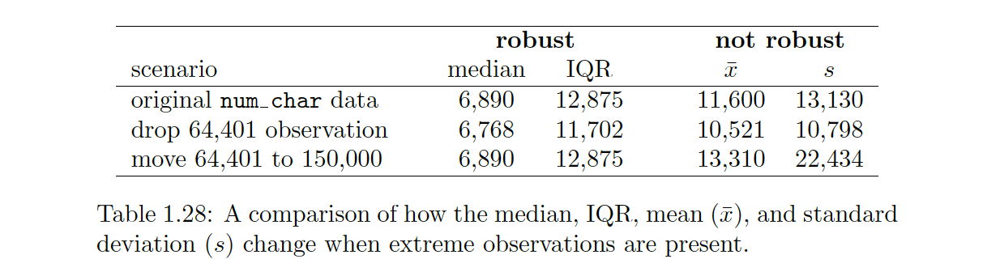 robust not robust
scenario median IQR x̄ s
original num_char data 6,890 12,875 11,600 13,130
drop 64,401 observation 6,768 11,702 10,521 10,798
move 64,401 to 150,000 6,890 12,875 13,310 22,434
Table 1.28: A comparison of how the median, IQR, mean (x̄), and standard
deviation (s) change when extreme observations are present.